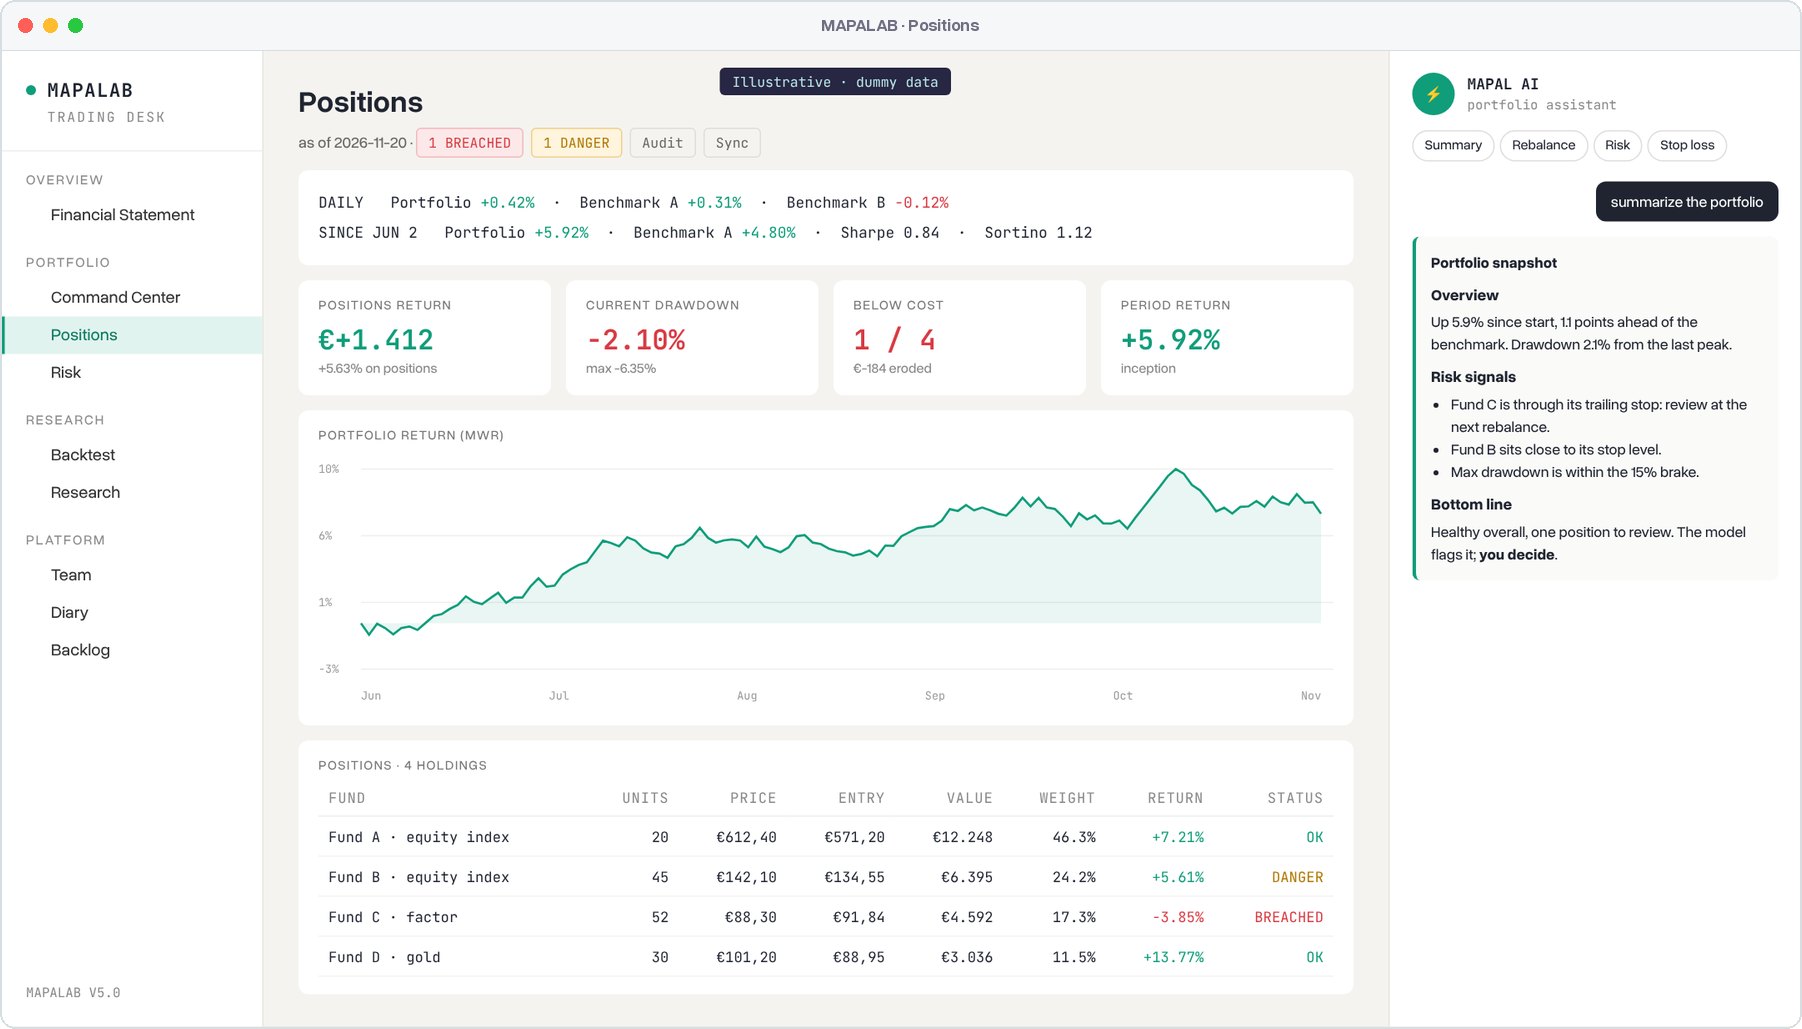 MAPALAB · Positions
MAPALAB
TRADING DESK
OVERVIEW
Financial Statement
PORTFOLIO
Command Center
Positions
Risk
RESEARCH
Backtest
Research
PLATFORM
Team
Diary
Backlog
MAPALAB V5.0
Illustrative · dummy data
Positions
as of 2026-11-20 · 1 BREACHED 1 DANGER Audit Sync
DAILY Portfolio +0.42% · Benchmark A +0.31% · Benchmark B -0.12%
SINCE JUN 2 Portfolio +5.92% · Benchmark A +4.80% · Sharpe 0.84 · Sortino 1.12
POSITIONS RETURN
€+1.412
+5.63% on positions
CURRENT DRAWDOWN
-2.10%
max -6.35%
BELOW COST
1 / 4
€-184 eroded
PERIOD RETURN
+5.92%
inception
PORTFOLIO RETURN (MWR)
10%
6%
1%
-3%
Jun Jul Aug Sep Oct Nov
POSITIONS · 4 HOLDINGS
FUND UNITS PRICE ENTRY VALUE WEIGHT RETURN STATUS
Fund A · equity index 20 €612,40 €571,20 €12.248 46.3% +7.21% OK
Fund B · equity index 45 €142,10 €134,55 €6.395 24.2% +5.61% DANGER
Fund C · factor 52 €88,30 €91,84 €4.592 17.3% -3.85% BREACHED
Fund D · gold 30 €101,20 €88,95 €3.036 11.5% +13.77% OK
MAPAL AI
portfolio assistant
Summary Rebalance Risk Stop loss
summarize the portfolio
Portfolio snapshot
Overview
Up 5.9% since start, 1.1 points ahead of the
benchmark. Drawdown 2.1% from the last peak.
Risk signals
• Fund C is through its trailing stop: review at the
next rebalance.
• Fund B sits close to its stop level.
• Max drawdown is within the 15% brake.
Bottom line
Healthy overall, one position to review. The model
flags it; you decide.